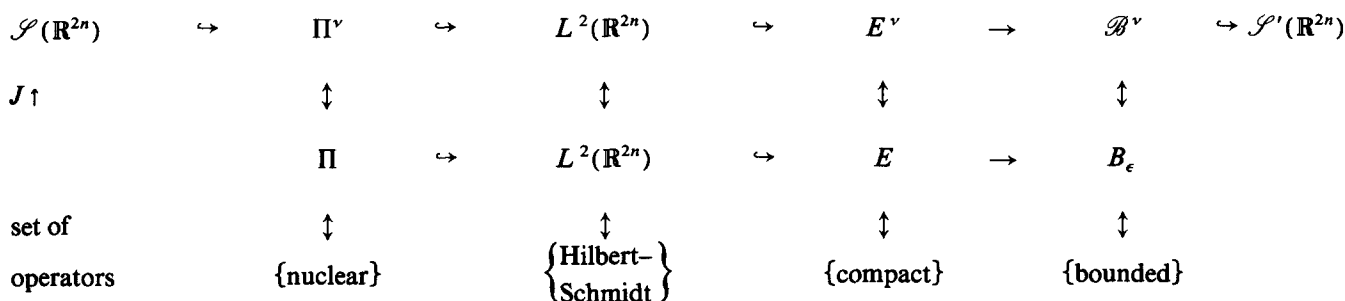 𝒮(ℝ²ⁿ) ↪ Πᵛ ↪ L²(ℝ²ⁿ) ↪ Eᵛ → ℬᵛ ↪ 𝒮′(ℝ²ⁿ)
J↑ ↕ ↕ ↕ ↕
Π ↪ L²(ℝ²ⁿ) ↪ E → B_ϵ
set of ↕ ↕ ↕ ↕
operators {nuclear} {Hilbert–Schmidt} {compact} {bounded}